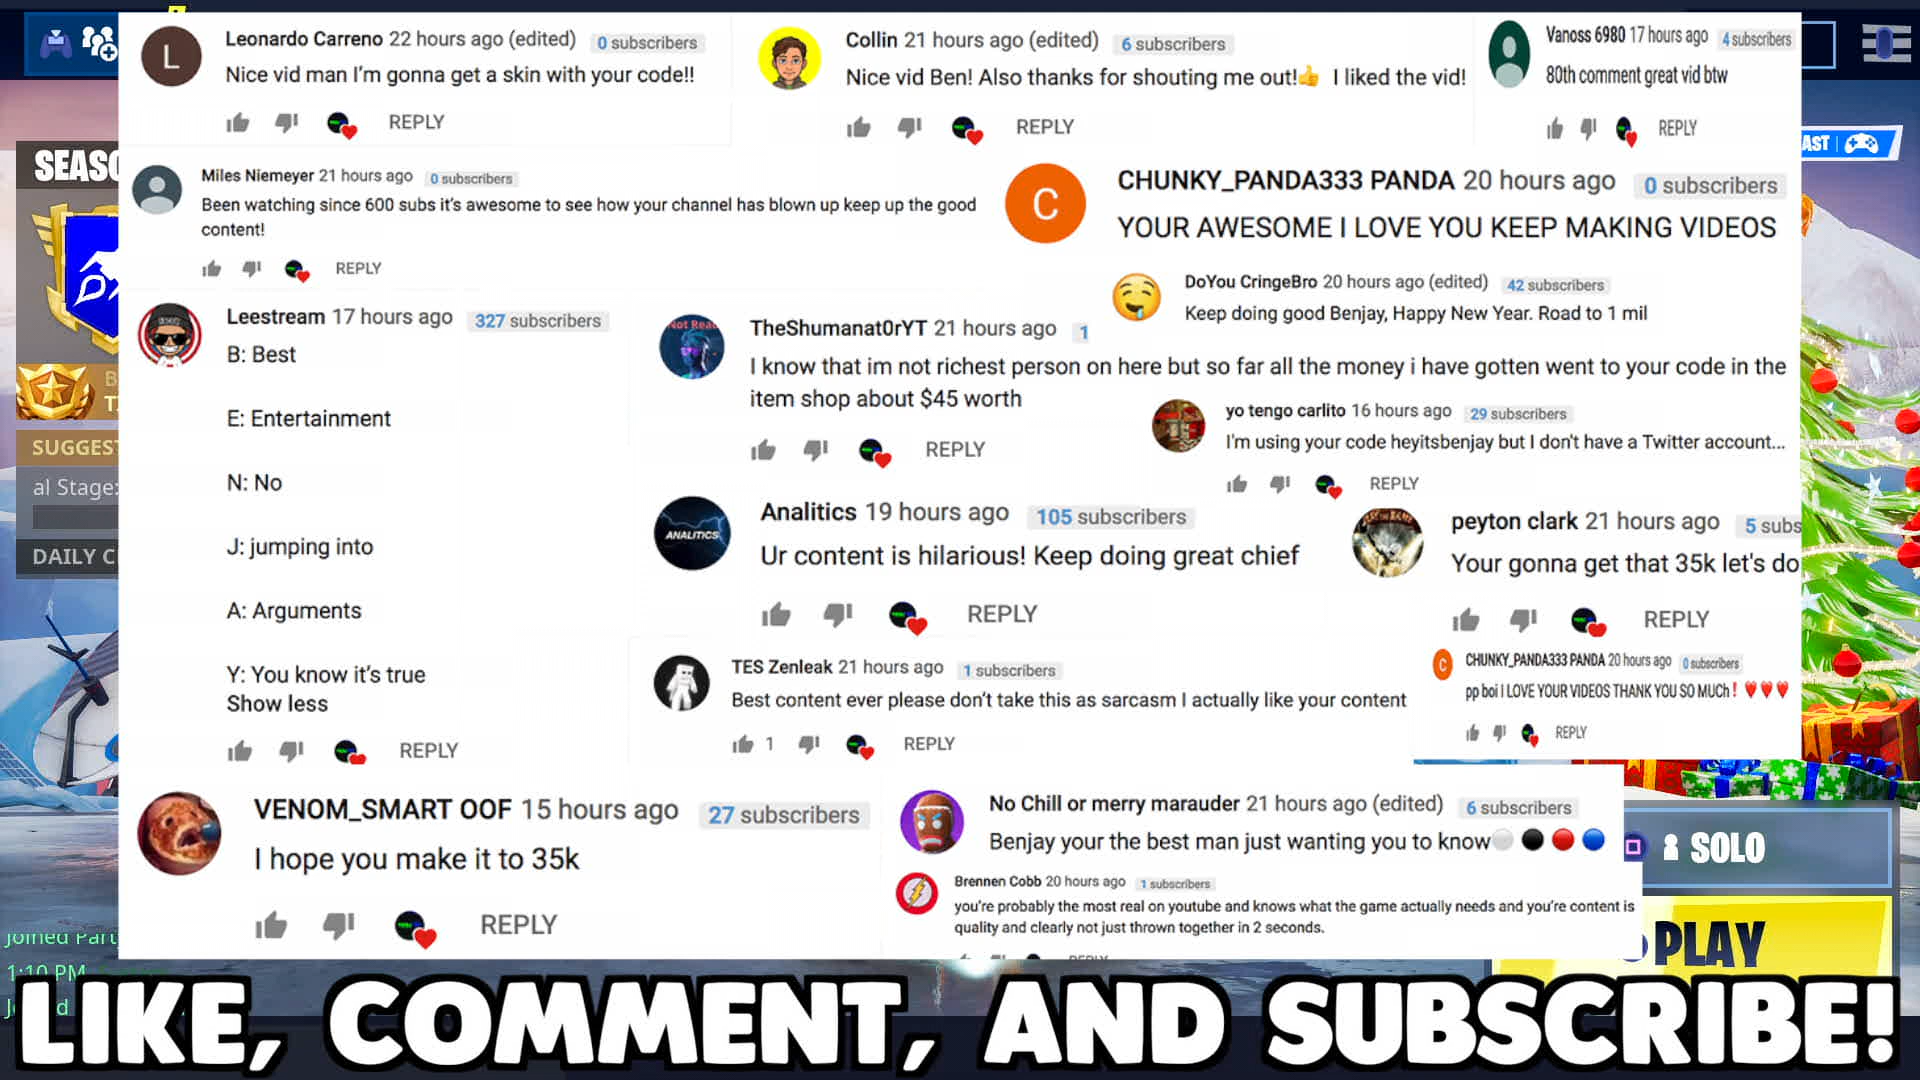 L
Leonardo Carreno 22 hours ago (edited) 0 subscribers
Nice vid man I'm gonna get a skin with your code!!
REPLY
Collin 21 hours ago (edited) 6 subscribers
Nice vid Ben! Also thanks for shouting me out!👍 I liked the vid!
REPLY
Vanoss 6980 17 hours ago 4 subscribers
80th comment great vid btw
REPLY
Miles Niemeyer 21 hours ago 0 subscribers
Been watching since 600 subs it's awesome to see how your channel has blown up keep up the good
content!
REPLY
C
CHUNKY_PANDA333 PANDA 20 hours ago 0 subscribers
YOUR AWESOME I LOVE YOU KEEP MAKING VIDEOS
DoYou CringeBro 20 hours ago (edited) 42 subscribers
Keep doing good Benjay, Happy New Year. Road to 1 mil
Leestream 17 hours ago 327 subscribers
B: Best
E: Entertainment
N: No
J: jumping into
A: Arguments
Y: You know it's true
Show less
REPLY
TheShumanat0rYT 21 hours ago 1
I know that im not richest person on here but so far all the money i have gotten went to your code in the
item shop about $45 worth
REPLY
yo tengo carlito 16 hours ago 29 subscribers
I'm using your code heyitsbenjay but I don't have a Twitter account...
REPLY
ANALITICS
Analitics 19 hours ago 105 subscribers
Ur content is hilarious! Keep doing great chief
REPLY
peyton clark 21 hours ago 5 subs
Your gonna get that 35k let's do
REPLY
TES Zenleak 21 hours ago 1 subscribers
Best content ever please don't take this as sarcasm I actually like your content
1 REPLY
C
CHUNKY_PANDA333 PANDA 20 hours ago 0 subscribers
pp boi I LOVE YOUR VIDEOS THANK YOU SO MUCh! ❤️❤️❤️
REPLY
VENOM_SMART OOF 15 hours ago 27 subscribers
I hope you make it to 35k
REPLY
No Chill or merry marauder 21 hours ago (edited) 6 subscribers
Benjay your the best man just wanting you to know⚪⚫🔴🔵
Brennen Cobb 20 hours ago 1 subscribers
you're probably the most real on youtube and knows what the game actually needs and you're content is
quality and clearly not just thrown together in 2 seconds.
REPLY
SEASO
SUGGEST
al Stage:
DAILY C
AST
SOLO
PLAY
Joined Part
1:10 PM
LIKE, COMMENT, AND SUBSCRIBE!